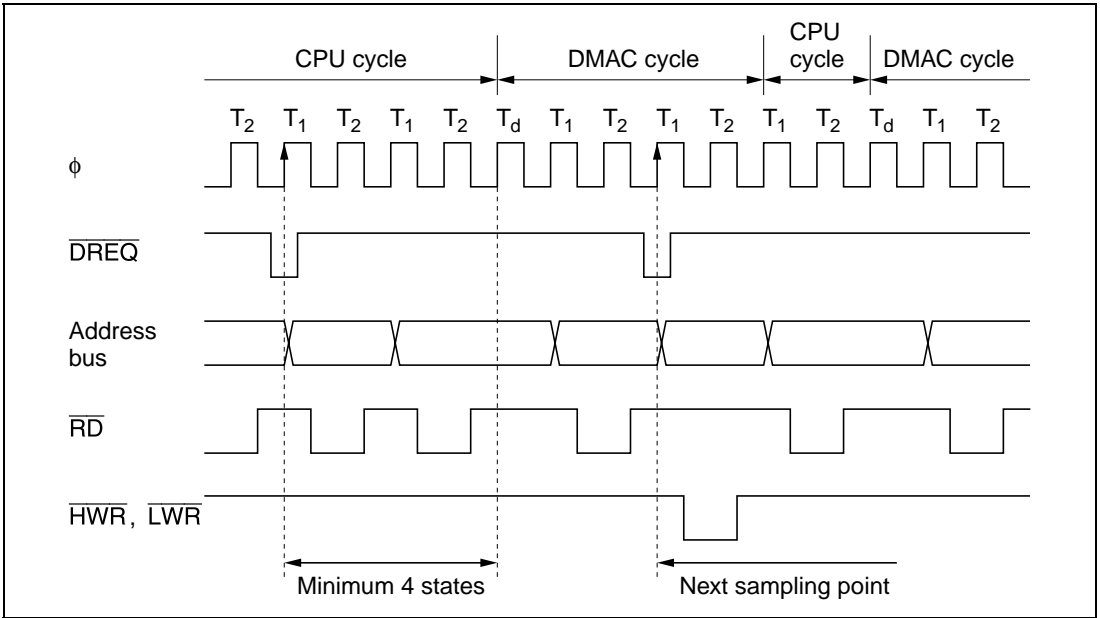 CPU cycle DMAC cycle CPU cycle DMAC cycle
T2 T1 T2 T1 T2 Td T1 T2 T1 T2 T1 T2 Td T1 T2
φ
DREQ
Address
bus
RD
HWR, LWR
Minimum 4 states Next sampling point